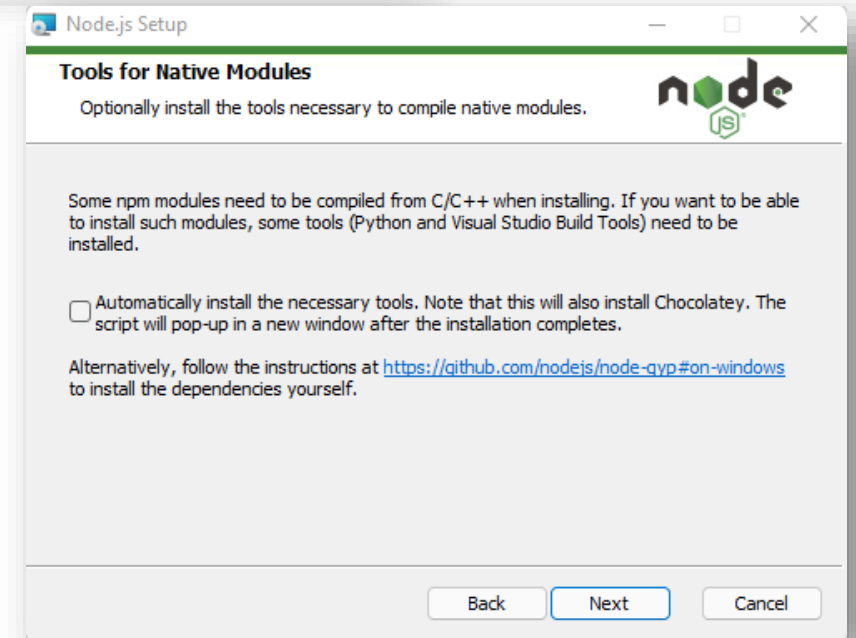 Node.js Setup
Tools for Native Modules
Optionally install the tools necessary to compile native modules.
node
JS
Some npm modules need to be compiled from C/C++ when installing. If you want to be able
to install such modules, some tools (Python and Visual Studio Build Tools) need to be
installed.
Automatically install the necessary tools. Note that this will also install Chocolatey. The
script will pop-up in a new window after the installation completes.
Alternatively, follow the instructions at https://github.com/nodejs/node-gyp#on-windows
to install the dependencies yourself.
Back Next Cancel